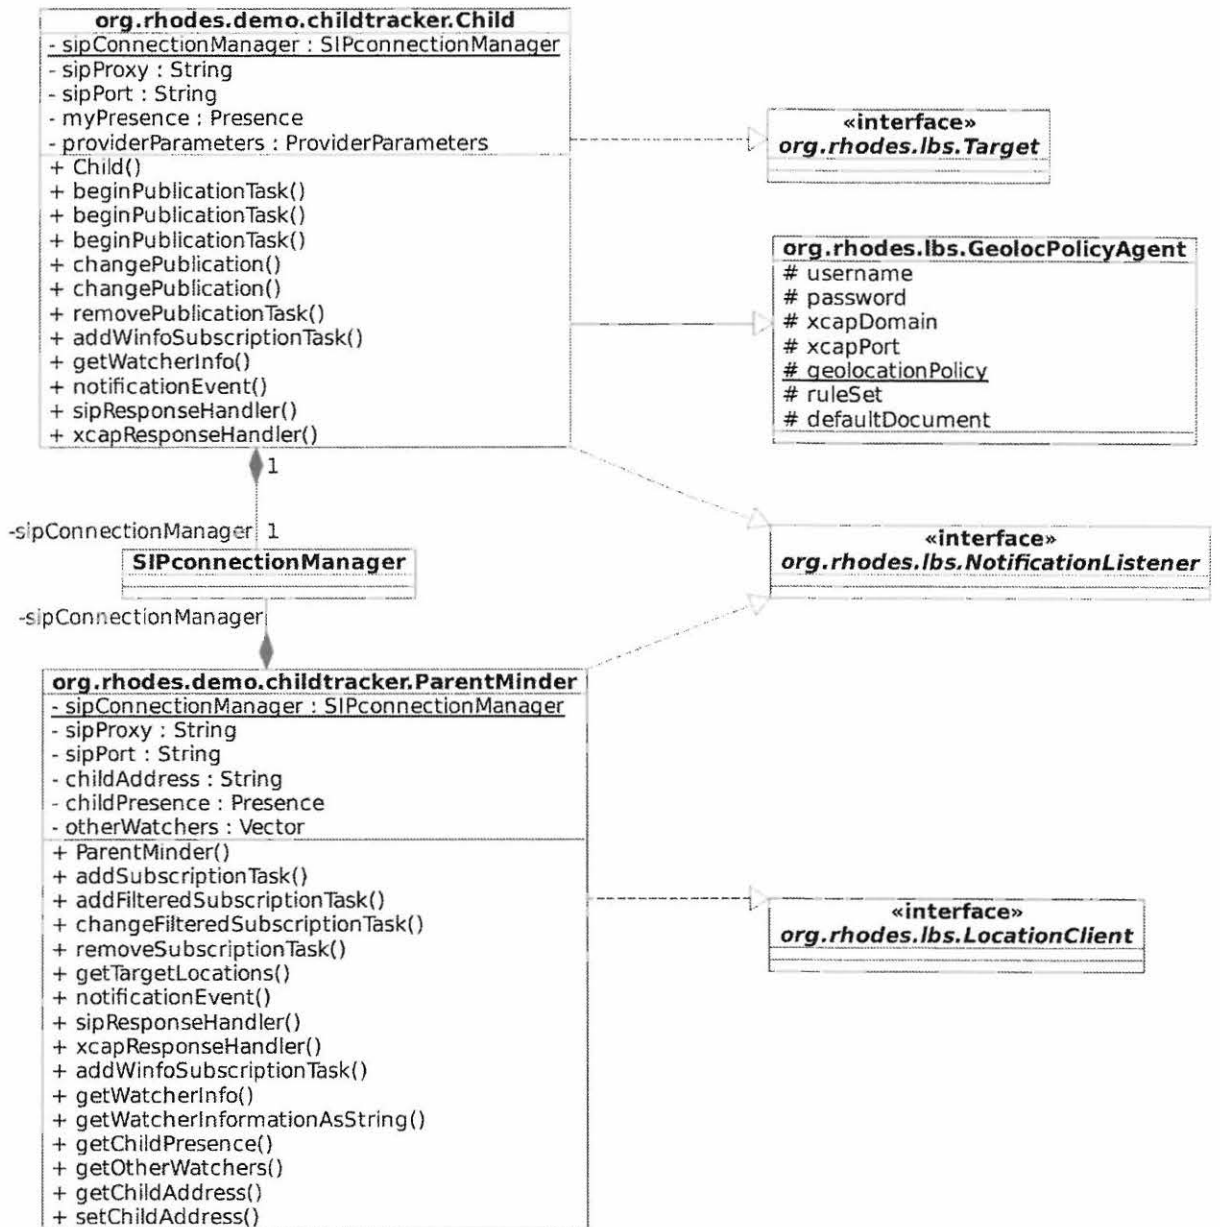 org.rhodes.demo.childtracker.Child
- sipConnectionManager : SIPconnectionManager
- sipProxy : String
- sipPort : String
- myPresence : Presence
- providerParameters : ProviderParameters
+ Child()
+ beginPublicationTask()
+ beginPublicationTask()
+ beginPublicationTask()
+ changePublication()
+ changePublication()
+ removePublicationTask()
+ addWinfoSubscriptionTask()
+ getWatcherInfo()
+ notificationEvent()
+ sipResponseHandler()
+ xcapResponseHandler()
«interface»
org.rhodes.lbs.Target
org.rhodes.lbs.GeolocPolicyAgent
# username
# password
# xcapDomain
# xcapPort
# geolocationPolicy
# ruleSet
# defaultDocument
1
-sipConnectionManager 1
SIPconnectionManager
-sipConnectionManager
«interface»
org.rhodes.lbs.NotificationListener
org.rhodes.demo.childtracker.ParentMinder
- sipConnectionManager : SIPconnectionManager
- sipProxy : String
- sipPort : String
- childAddress : String
- childPresence : Presence
- otherWatchers : Vector
+ ParentMinder()
+ addSubscriptionTask()
+ addFilteredSubscriptionTask()
+ changeFilteredSubscriptionTask()
+ removeSubscriptionTask()
+ getTargetLocations()
+ notificationEvent()
+ sipResponseHandler()
+ xcapResponseHandler()
+ addWinfoSubscriptionTask()
+ getWatcherInfo()
+ getWatcherInformationAsString()
+ getChildPresence()
+ getOtherWatchers()
+ getChildAddress()
+ setChildAddress()
«interface»
org.rhodes.lbs.LocationClient